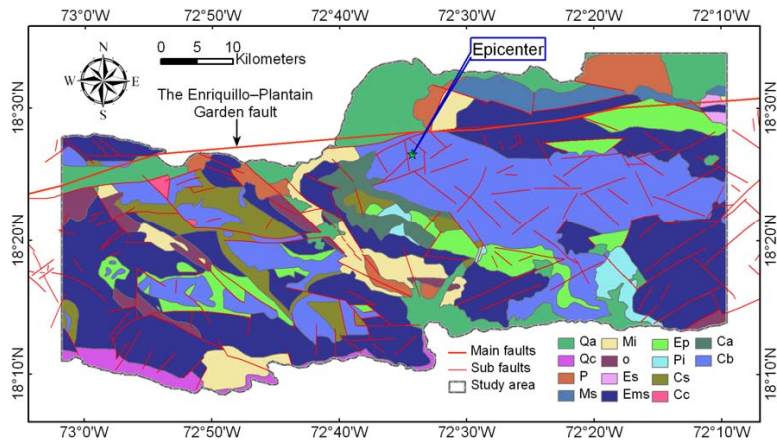 73°0'W 72°50'W 72°40'W 72°30'W 72°20'W 72°10'W
N
W E
S
0 5 10
Kilometers
Epicenter
The Enriquillo–Plantain
Garden fault
18°30'N 18°30'N
18°20'N 18°20'N
18°10'N 18°10'N
Main faults
Sub faults
Study area
Qa Mi Ep Ca
Qc o Pi Cb
P Es Cs
Ms Ems Cc
73°0'W 72°50'W 72°40'W 72°30'W 72°20'W 72°10'W